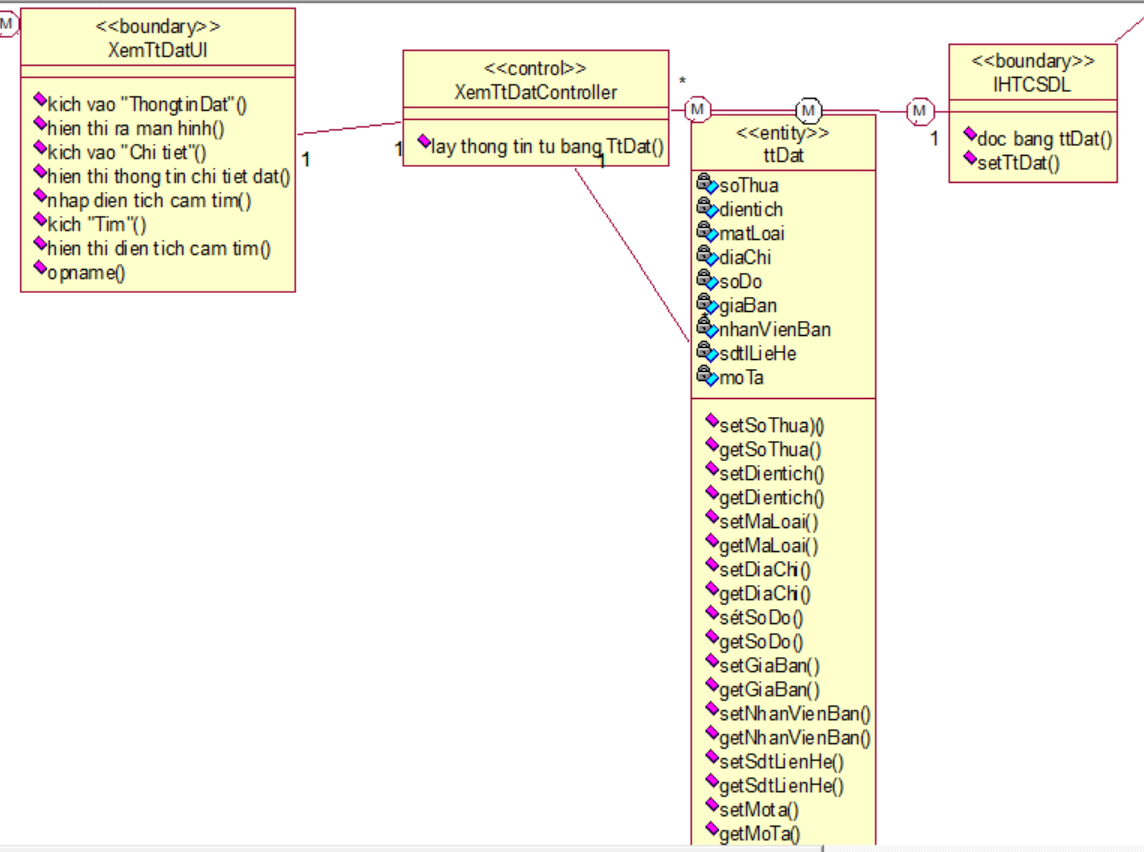 M
<<boundary>>
XemTtDatUI
kich vao "ThongtinDat"()
hien thi ra man hinh()
kich vao "Chi tiet"()
hien thi thong tin chi tiet dat()
nhap dien tich cam tim()
kich "Tim"()
hien thi dien tich cam tim()
opname()
1
1
<<control>>
XemTtDatController
lay thong tin tu bang TtDat()
1
*
M
M
M
1
<<entity>>
ttDat
soThua
dientich
matLoai
diaChi
soDo
giaBan
nhanVienBan
sdtlLieHe
moTa
setSoThua)()
getSoThua()
setDientich()
getDientich()
setMaLoai()
getMaLoai()
setDiaChi()
getDiaChi()
sétSoDo()
getSoDo()
setGiaBan()
getGiaBan()
setNhanVienBan()
getNhanVienBan()
setSdtLienHe()
getSdtLienHe()
setMota()
getMoTa()
<<boundary>>
IHTCSDL
doc bang ttDat()
setTtDat()